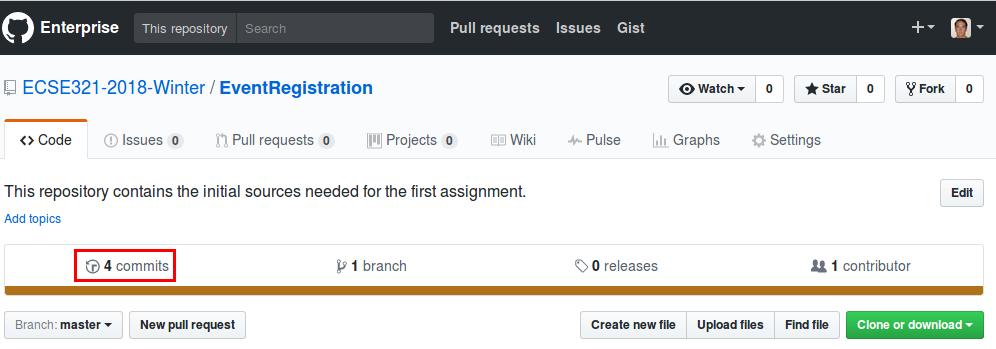 Enterprise This repository Search Pull requests Issues Gist
ECSE321-2018-Winter / EventRegistration Watch 0 Star 0 Fork 0
Code Issues 0 Pull requests 0 Projects 0 Wiki Pulse Graphs Settings
This repository contains the initial sources needed for the first assignment. Edit
Add topics
4 commits 1 branch 0 releases 1 contributor
Branch: master New pull request Create new file Upload files Find file Clone or download